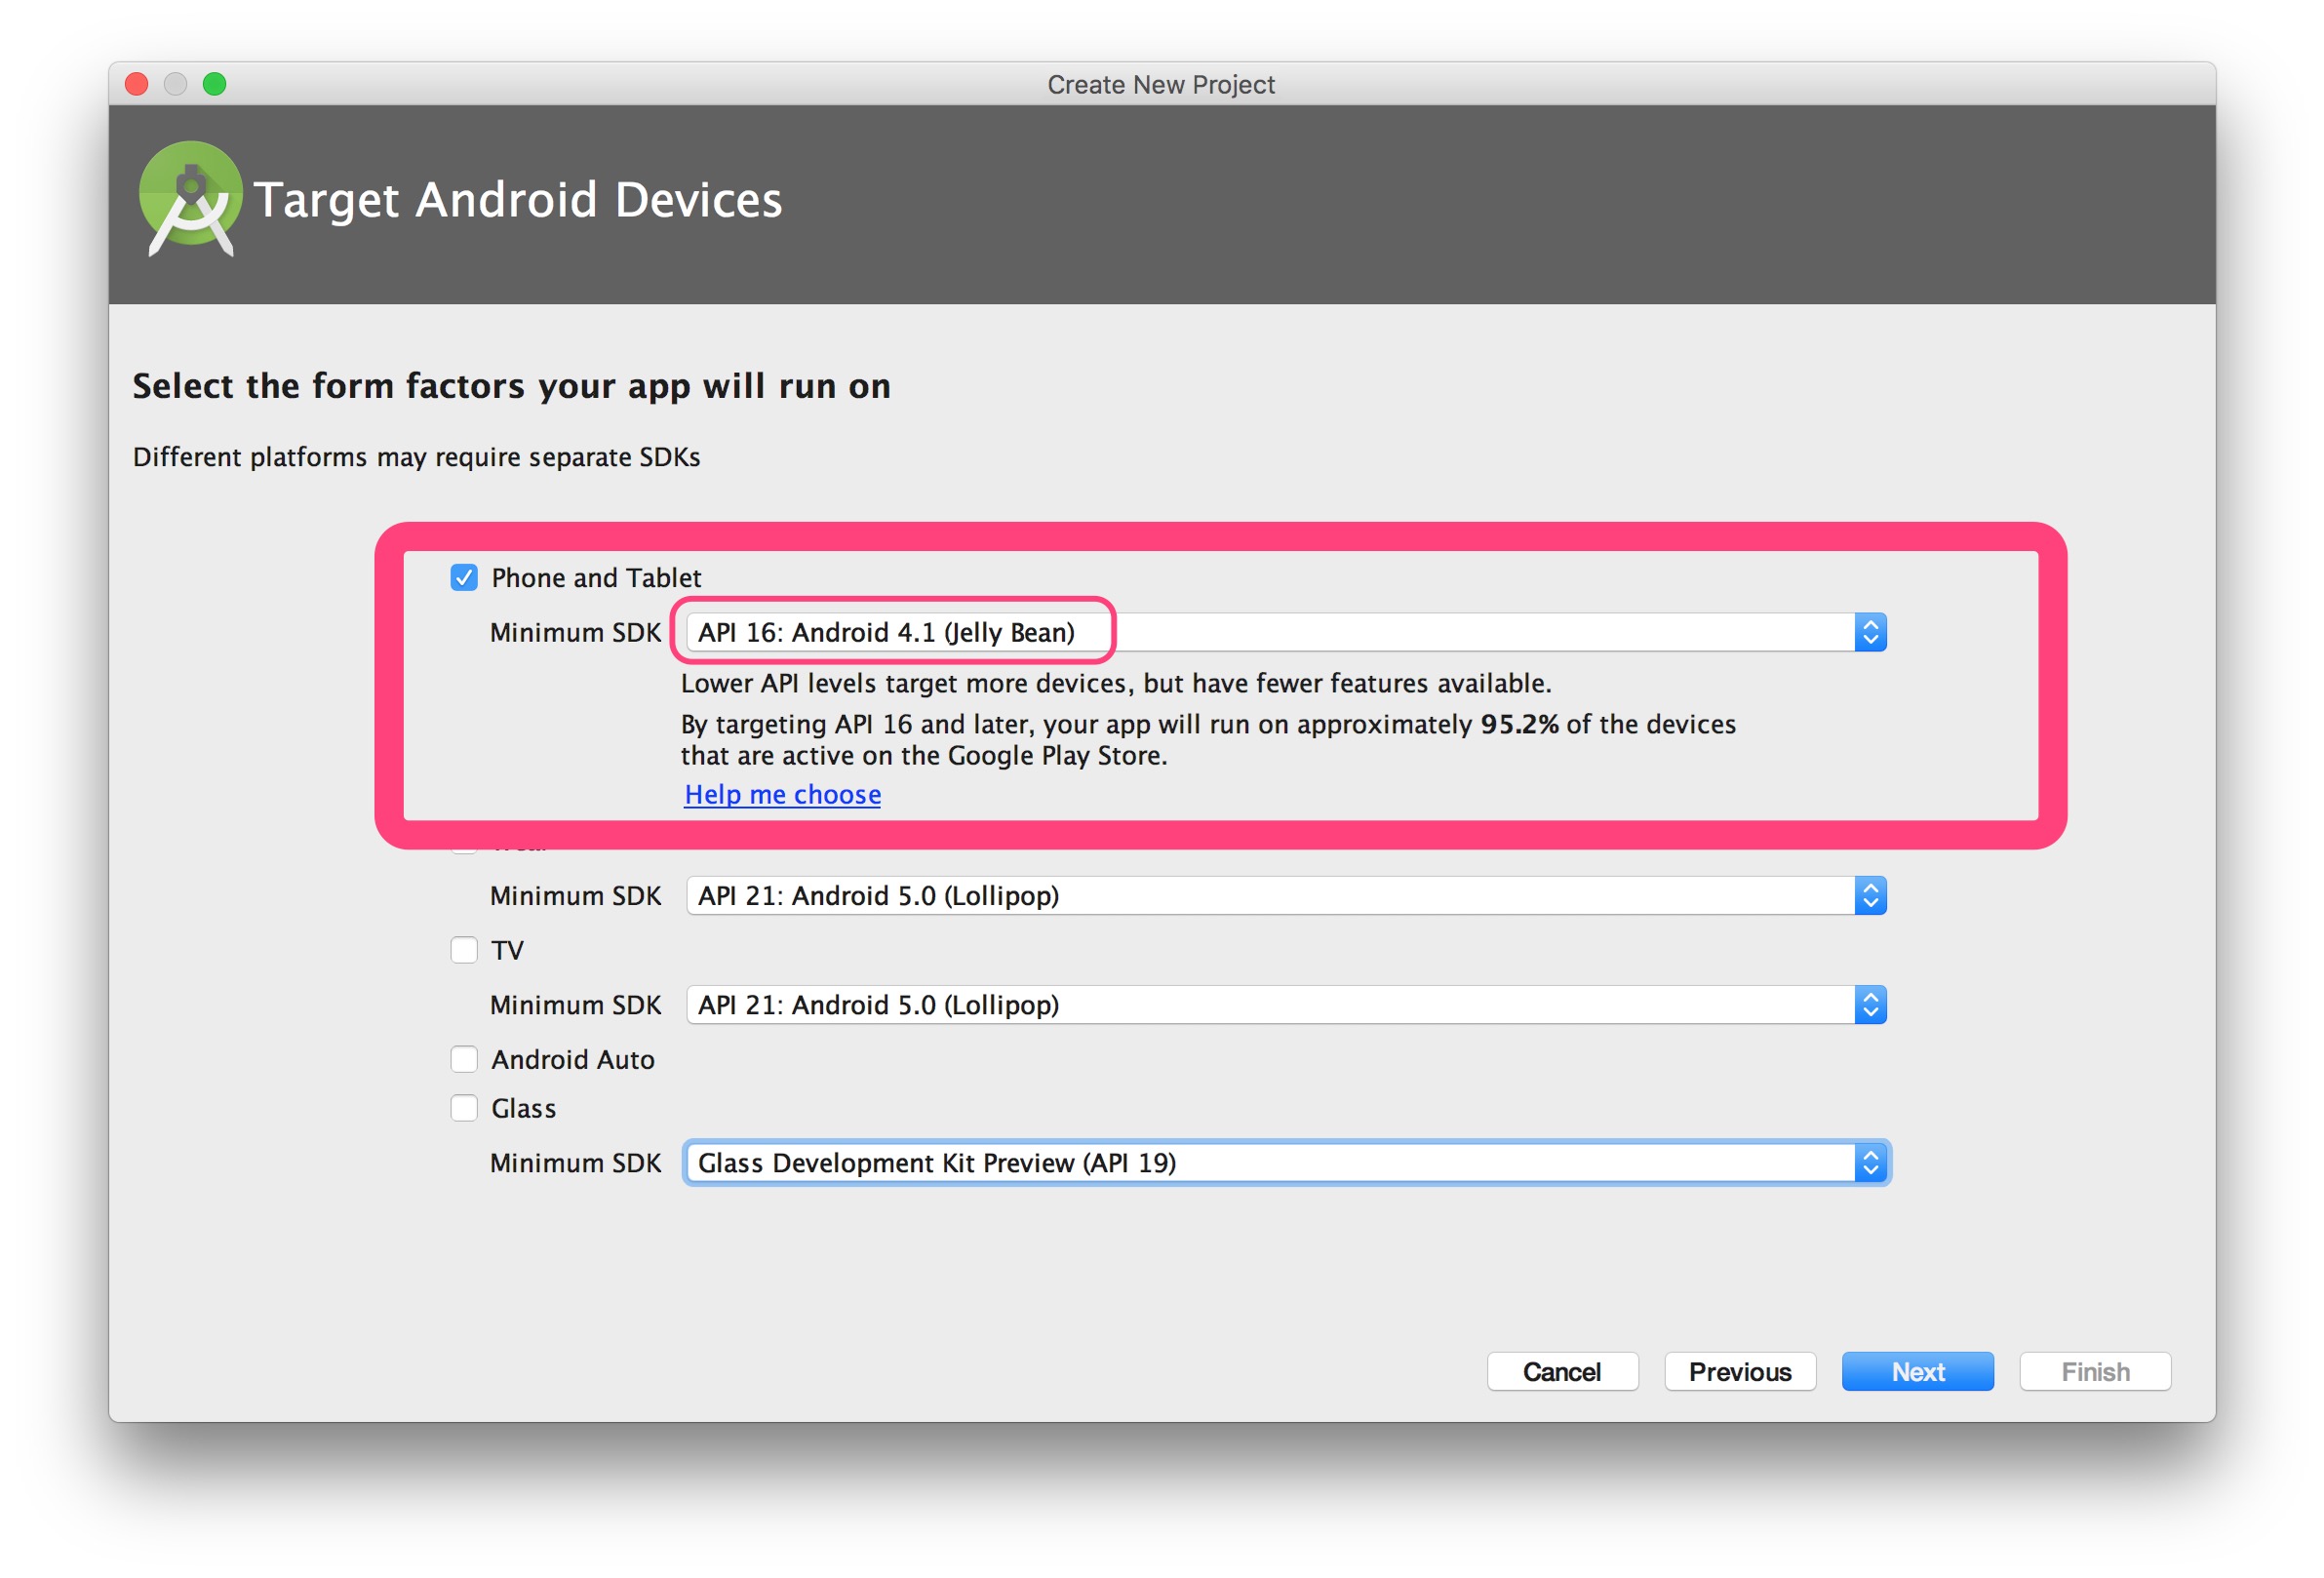 Create New Project
Target Android Devices
Select the form factors your app will run on
Different platforms may require separate SDKs
Phone and Tablet
Minimum SDK API 16: Android 4.1 (Jelly Bean)
Lower API levels target more devices, but have fewer features available.
By targeting API 16 and later, your app will run on approximately 95.2% of the devices
that are active on the Google Play Store.
Help me choose
Minimum SDK API 21: Android 5.0 (Lollipop)
TV
Minimum SDK API 21: Android 5.0 (Lollipop)
Android Auto
Glass
Minimum SDK Glass Development Kit Preview (API 19)
Cancel Previous Next Finish